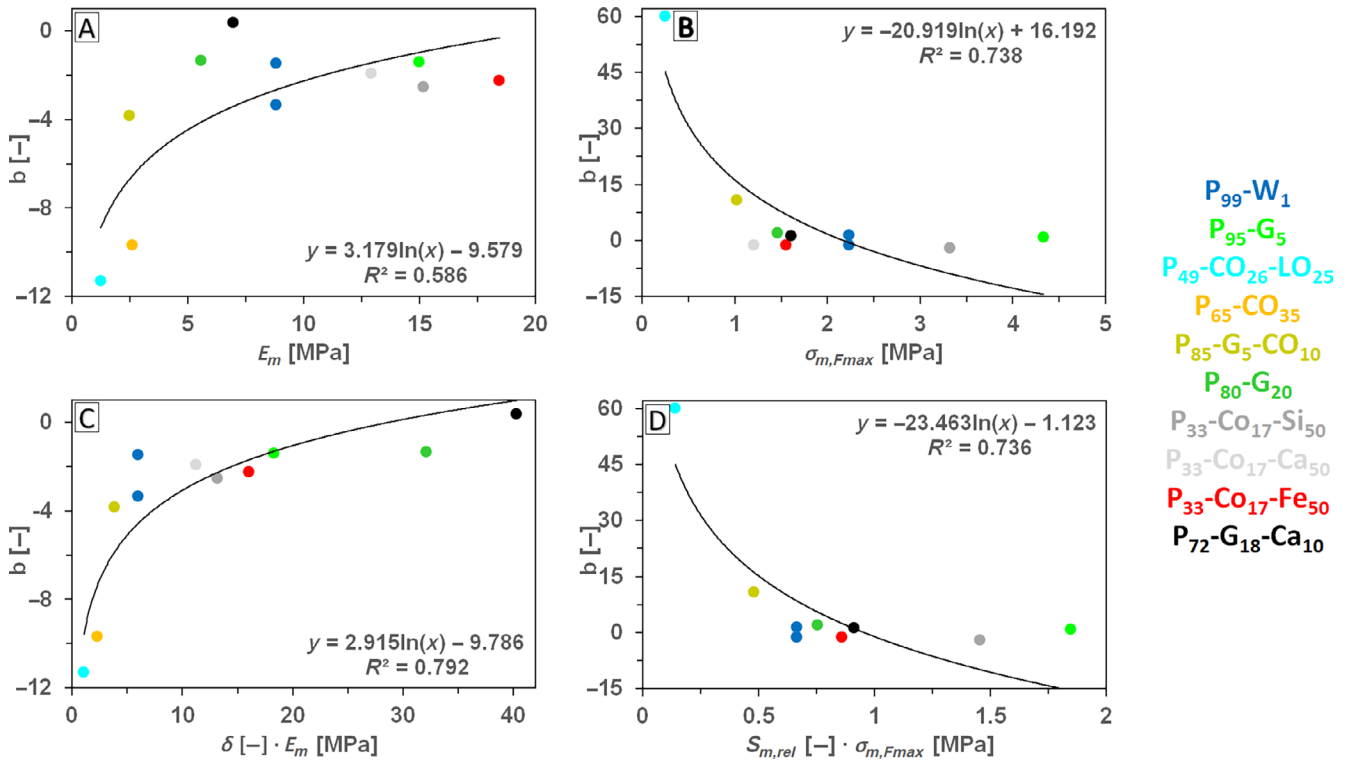 A
b [–]
0
−4
−8
−12
y = 3.179ln(x) − 9.579
R² = 0.586
0 5 10 15 20
E_m [MPa]
B
b [–]
60
45
30
15
0
−15
y = −20.919ln(x) + 16.192
R² = 0.738
0 1 2 3 4 5
σ_m,Fmax [MPa]
C
b [–]
0
−4
−8
−12
y = 2.915ln(x) − 9.786
R² = 0.792
0 10 20 30 40
δ [−] · E_m [MPa]
D
b [–]
60
45
30
15
0
−15
y = −23.463ln(x) − 1.123
R² = 0.736
0 0.5 1 1.5 2
S_m,rel [−] · σ_m,Fmax [MPa]
P₉₉-W₁
P₉₅-G₅
P₄₉-CO₂₆-LO₂₅
P₆₅-CO₃₅
P₈₅-G₅-CO₁₀
P₈₀-G₂₀
P₃₃-Co₁₇-Si₅₀
P₃₃-Co₁₇-Ca₅₀
P₃₃-Co₁₇-Fe₅₀
P₇₂-G₁₈-Ca₁₀